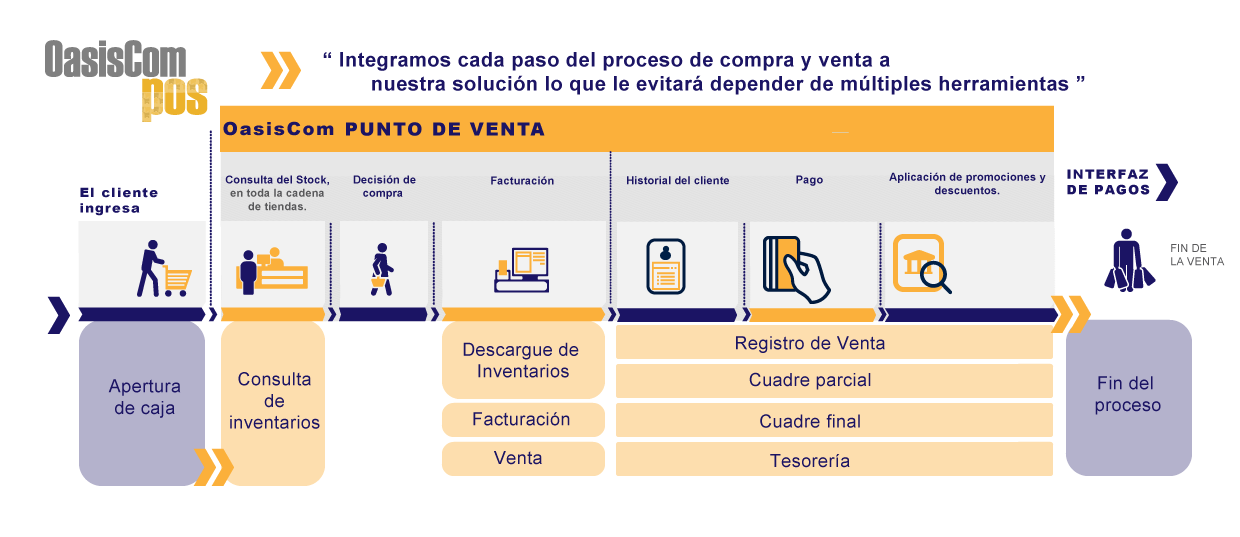 OasisCom
pos
“ Integramos cada paso del proceso de compra y venta a
nuestra solución lo que le evitará depender de múltiples herramientas ”
OasisCom PUNTO DE VENTA
El cliente
ingresa
Consulta del Stock,
en toda la cadena
de tiendas.
Decisión de
compra
Facturación
Historial del cliente
Pago
Aplicación de promociones y
descuentos.
INTERFAZ
DE PAGOS
FIN DE
LA VENTA
Apertura
de caja
Consulta
de
inventarios
Descargue de
Inventarios
Facturación
Venta
Registro de Venta
Cuadre parcial
Cuadre final
Tesorería
Fin del
proceso